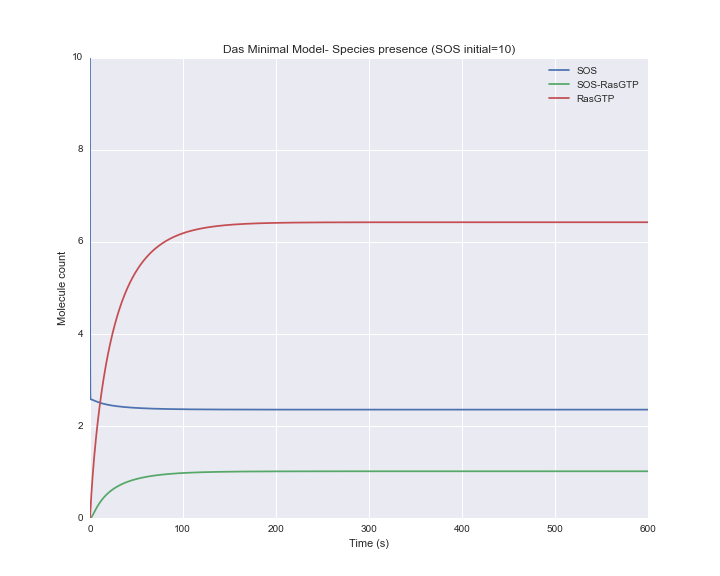 Das Minimal Model- Species presence (SOS initial=10)
10
8
6
4
2
0
Molecule count
SOS
SOS-RasGTP
RasGTP
0 100 200 300 400 500 600
Time (s)